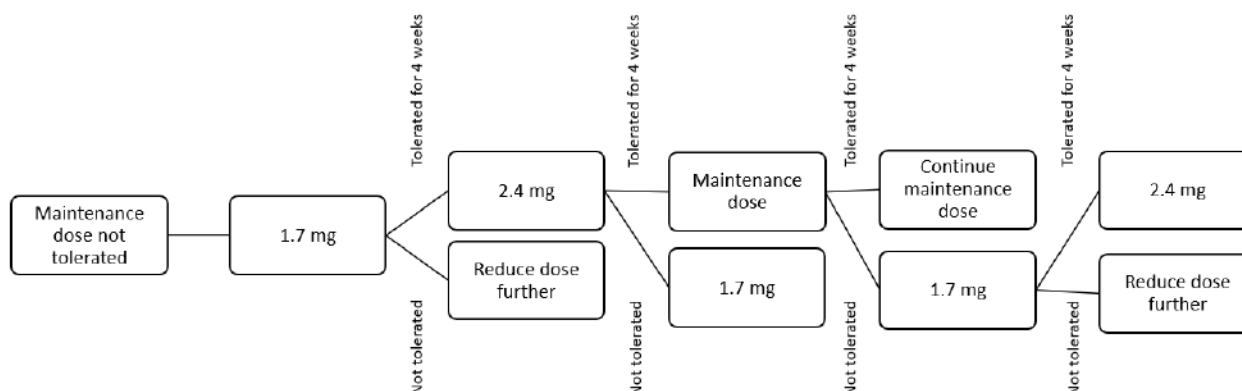 Tolerated for 4 weeks
Tolerated for 4 weeks
Tolerated for 4 weeks
Tolerated for 4 weeks
Maintenance
dose not
tolerated
1.7 mg
2.4 mg
Reduce dose
further
Maintenance
dose
1.7 mg
Continue
maintenance
dose
1.7 mg
2.4 mg
Reduce dose
further
Not tolerated
Not tolerated
Not tolerated
Not tolerated